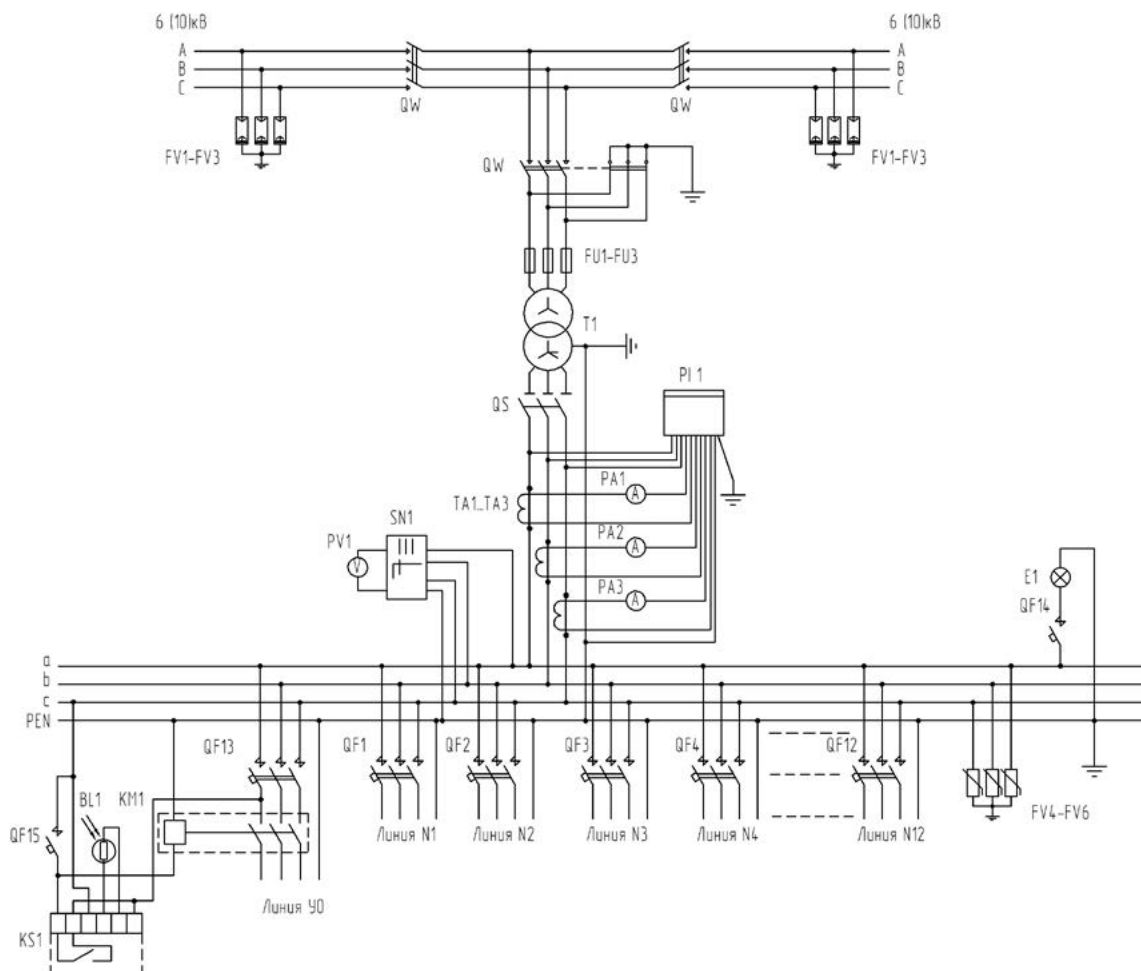 6 (10)кВ
6 (10)кВ
A
A
B
B
C
C
QW
QW
FV1-FV3
FV1-FV3
QW
FU1-FU3
T1
PI 1
QS
PA1
A
TA1...TA3
SN1
PV1
V
PA2
A
PA3
A
E1
QF14
a
b
c
PEN
QF13
QF1
QF2
QF3
QF4
QF12
BL1
KM1
QF15
FV4-FV6
Линия N1
Линия N2
Линия N3
Линия N4
Линия N12
Линия УО
KS1